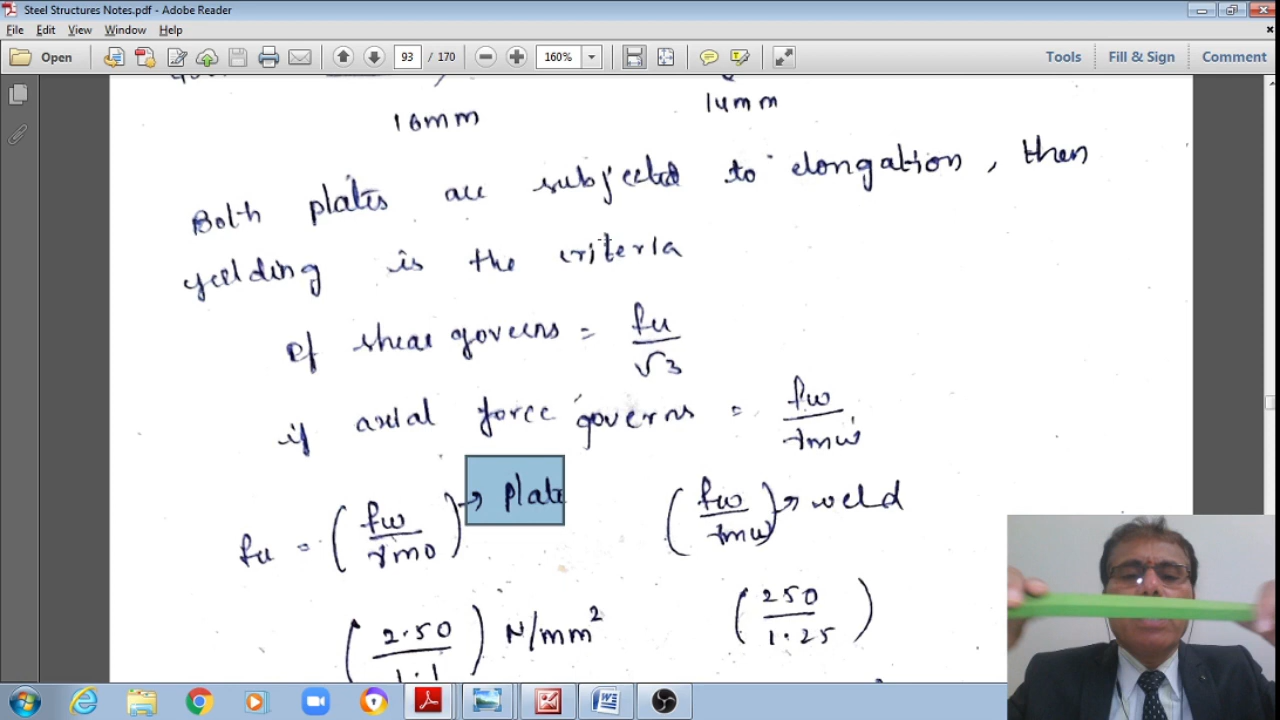 Steel Structures Notes.pdf - Adobe Reader
File Edit View Window Help
Open 93 / 170 160% Tools Fill & Sign Comment
16mm 14mm
Both plates are subjected to elongation, then
yielding is the criteria
If shear governs = fu/√3
if axial force governs = fw/γmw
fu = (fw/γm0) → plate (fw/γmw) → weld
(2.50/1.1) N/mm² (250/1.25)